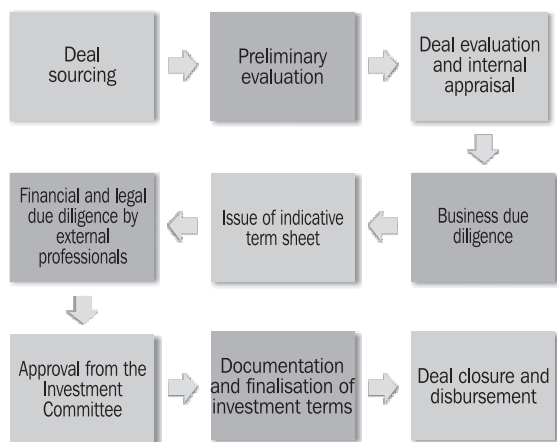 Deal
sourcing
Preliminary
evaluation
Deal evaluation
and internal
appraisal
Business due
diligence
Issue of indicative
term sheet
Financial and legal
due diligence by
external
professionals
Approval from the
Investment
Committee
Documentation
and finalisation of
investment terms
Deal closure and
disbursement